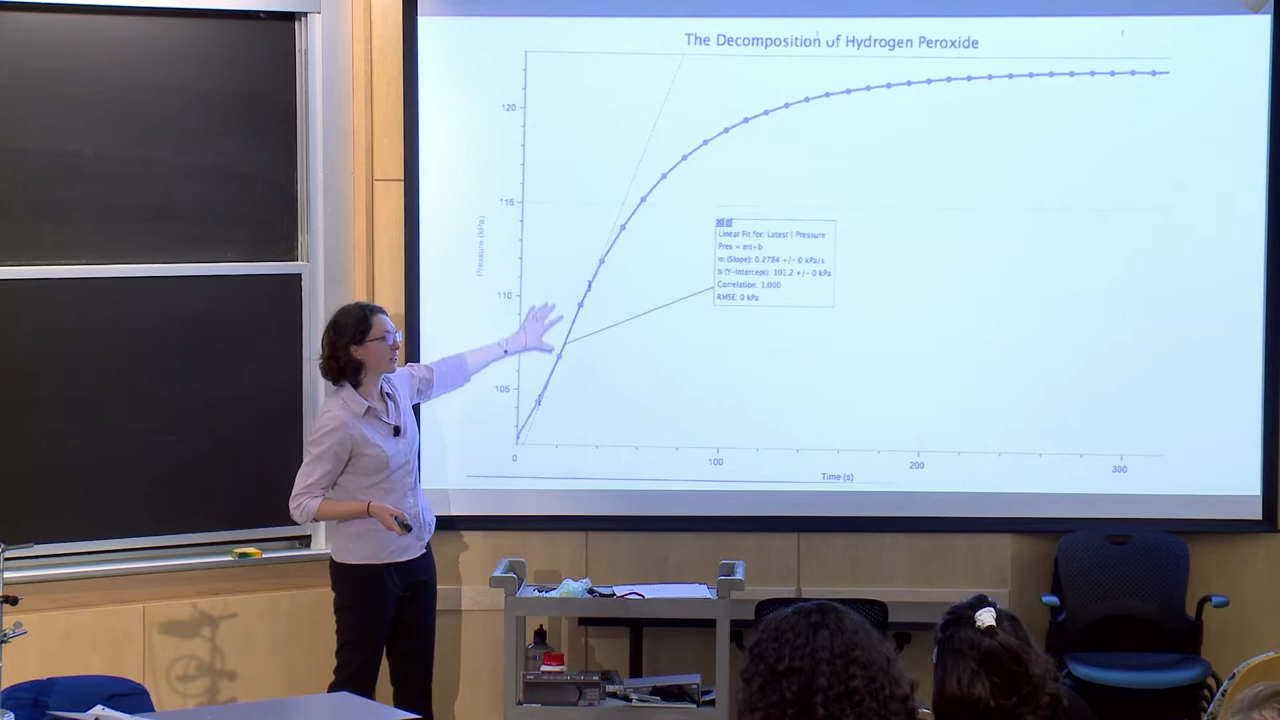 The Decomposition of Hydrogen Peroxide
120
115
110
105
Pressure (kPa)
Linear Fit for: Latest | Pressure
Pres = mt+b
m (Slope): 0.2784 +/- 0 kPa/s
b (Y-Intercept): 101.2 +/- 0 kPa
Correlation: 1.000
RMSE: 0 kPa
0
100
200
300
Time (s)